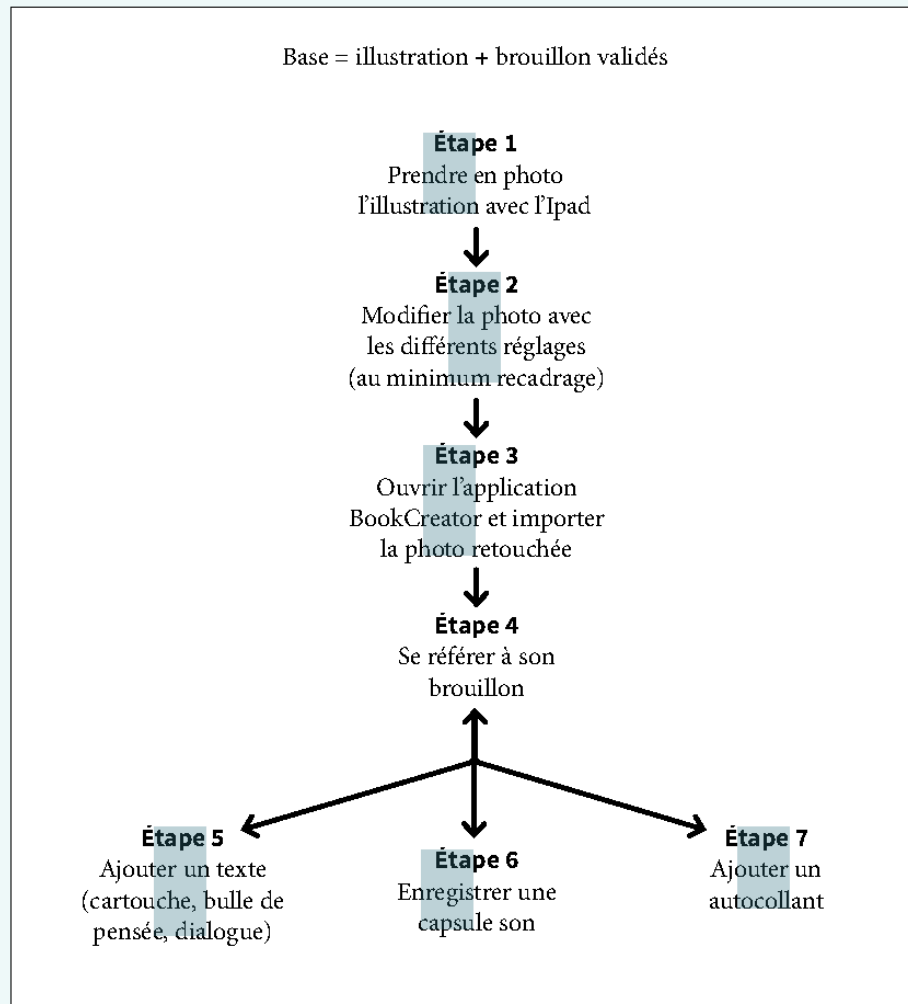 Base = illustration + brouillon validés
Étape 1
Prendre en photo
l'illustration avec l'Ipad
Étape 2
Modifier la photo avec
les différents réglages
(au minimum recadrage)
Étape 3
Ouvrir l'application
BookCreator et importer
la photo retouchée
Étape 4
Se référer à son
brouillon
Étape 5
Ajouter un texte
(cartouche, bulle de
pensée, dialogue)
Étape 6
Enregistrer une
capsule son
Étape 7
Ajouter un
autocollant